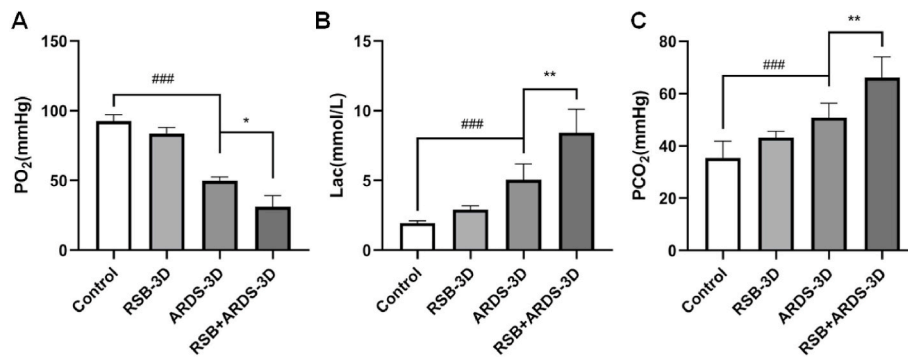 A
PO2(mmHg)
150
100
50
0
###
*
Control
RSB-3D
ARDS-3D
RSB+ARDS-3D
B
Lac(mmol/L)
15
10
5
0
###
**
Control
RSB-3D
ARDS-3D
RSB+ARDS-3D
C
PCO2(mmHg)
80
60
40
20
0
###
**
Control
RSB-3D
ARDS-3D
RSB+ARDS-3D